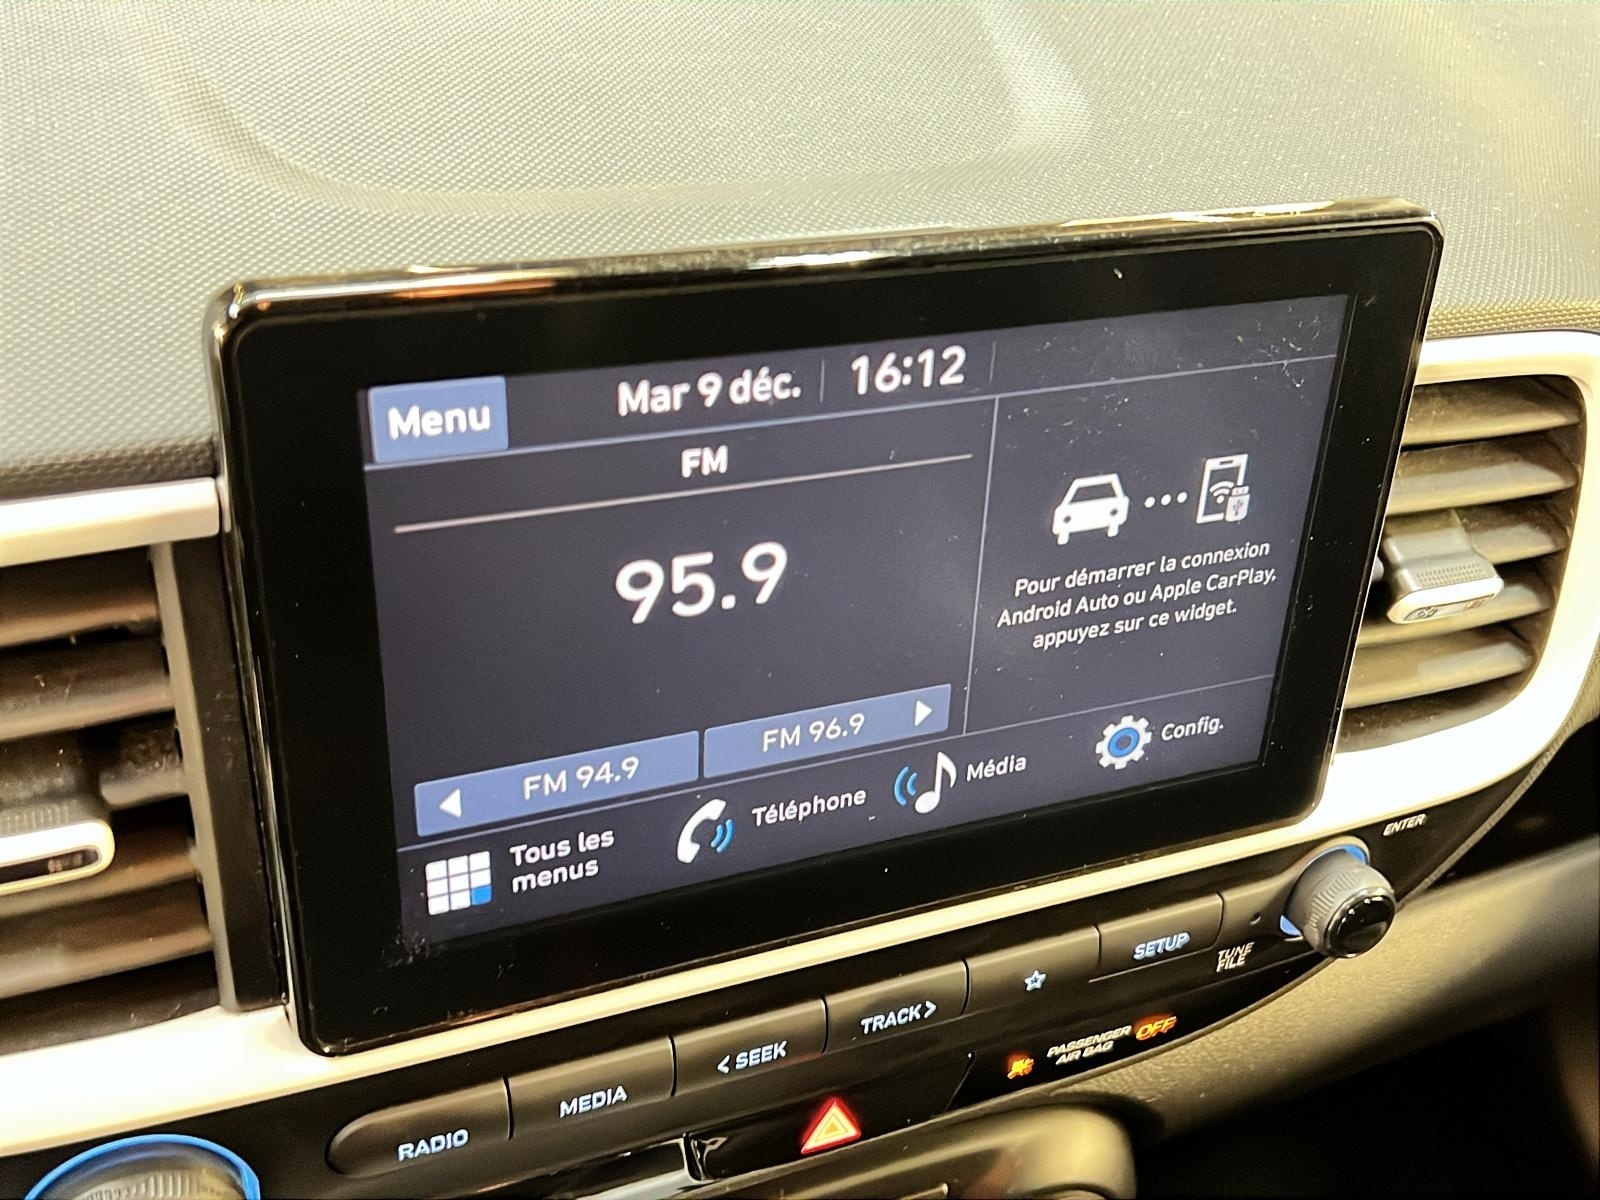 Menu
Mar 9 déc.
16:12
FM
95.9
Pour démarrer la connexion
Android Auto ou Apple CarPlay,
appuyez sur ce widget.
FM 94.9
FM 96.9
Tous les
menus
Téléphone
Média
Config.
ENTER
RADIO
MEDIA
< SEEK
TRACK >
SETUP
TUNE
FILE
PASSENGER
AIR BAG
OFF